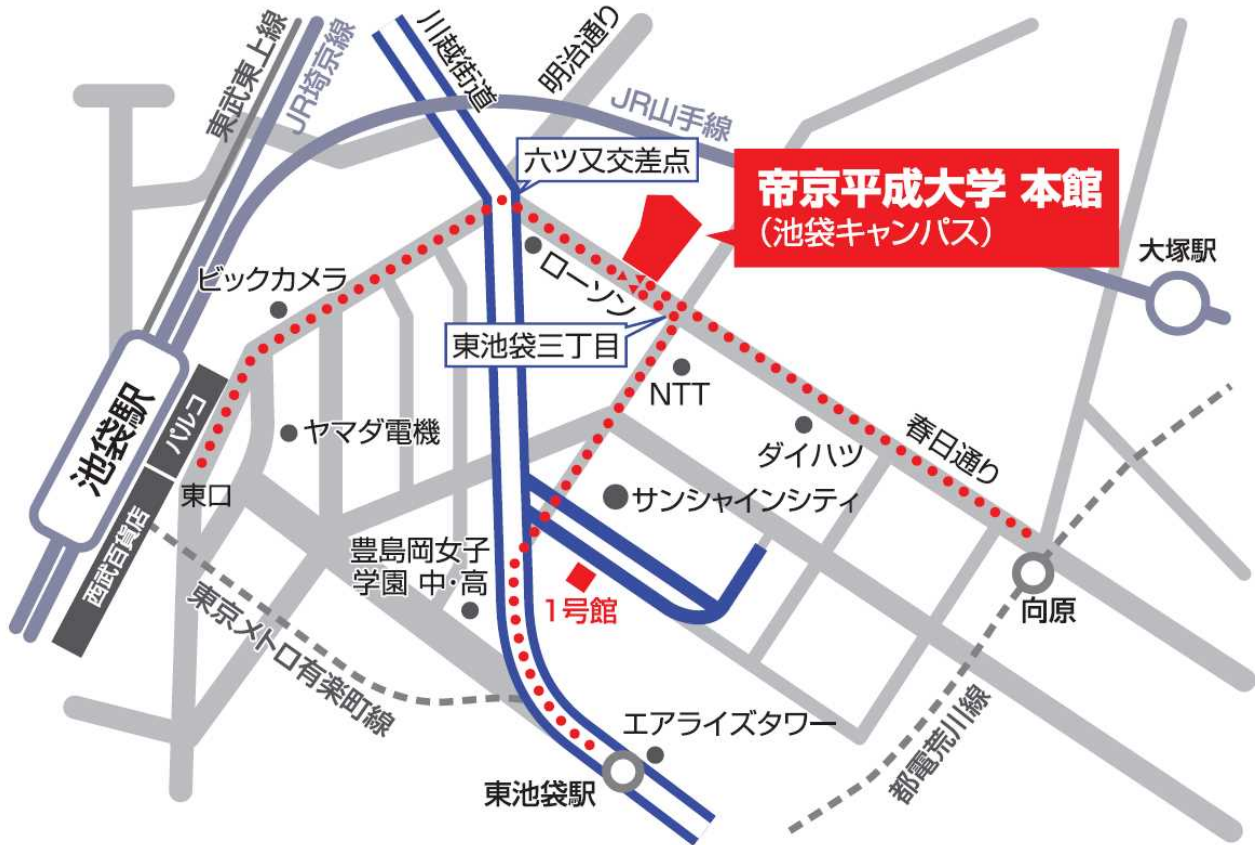 東武東上線
JR埼京線
川越街道
明治通り
JR山手線
六ツ又交差点
帝京平成大学 本館
（池袋キャンパス）
大塚駅
ビックカメラ
ローソン
東池袋三丁目
NTT
池袋駅
パルコ
ヤマダ電機
ダイハツ
春日通り
東口
サンシャインシティ
西武百貨店
豊島岡女子
学園 中・高
1号館
向原
東京メトロ有楽町線
エアライズタワー
東池袋駅
都電荒川線